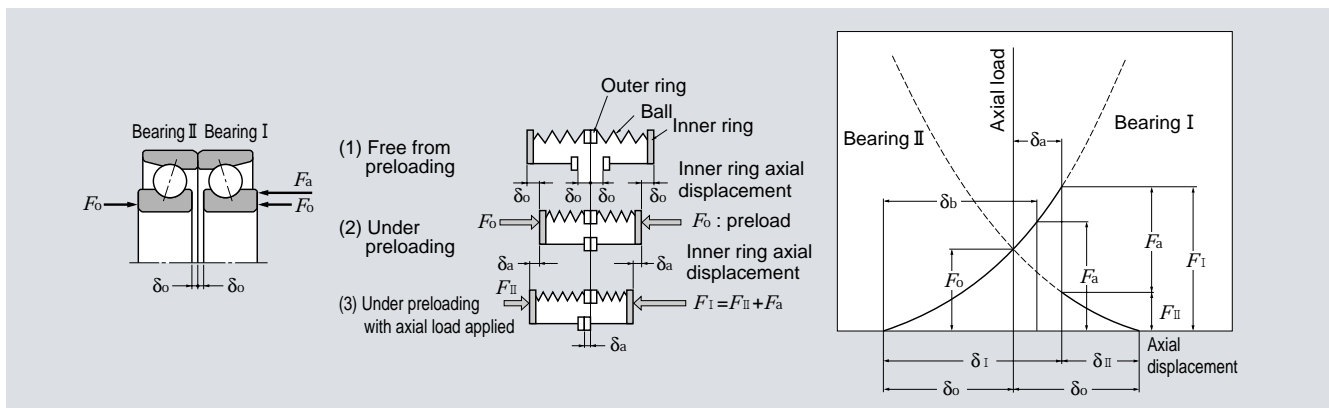 Bearing Ⅱ Bearing Ⅰ
Fo
Fa
Fo
δo δo
(1) Free from
preloading
(2) Under
preloading
(3) Under preloading
with axial load applied
Outer ring
Ball
Inner ring
Inner ring axial
displacement
δo δo δo δo
Fo
Fo : preload
Inner ring axial
displacement
δa δa
FⅡ
FⅠ=FⅡ+Fa
δa
Axial load
Bearing Ⅱ
Bearing Ⅰ
δa
δb
Fo
Fa
Fa
FⅠ
FⅡ
Axial
displacement
δⅠ δⅡ
δo δo